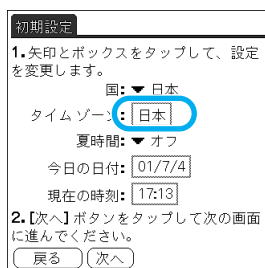 初期設定
1.矢印とボックスをタップして、設定
を変更します。
国: ▼ 日本
タイム ゾーン: 日本
夏時間: ▼ オフ
今日の日付: 01/7/4
現在の時刻: 17:13
2.[次へ] ボタンをタップして次の画面
に進んでください。
戻る 次へ